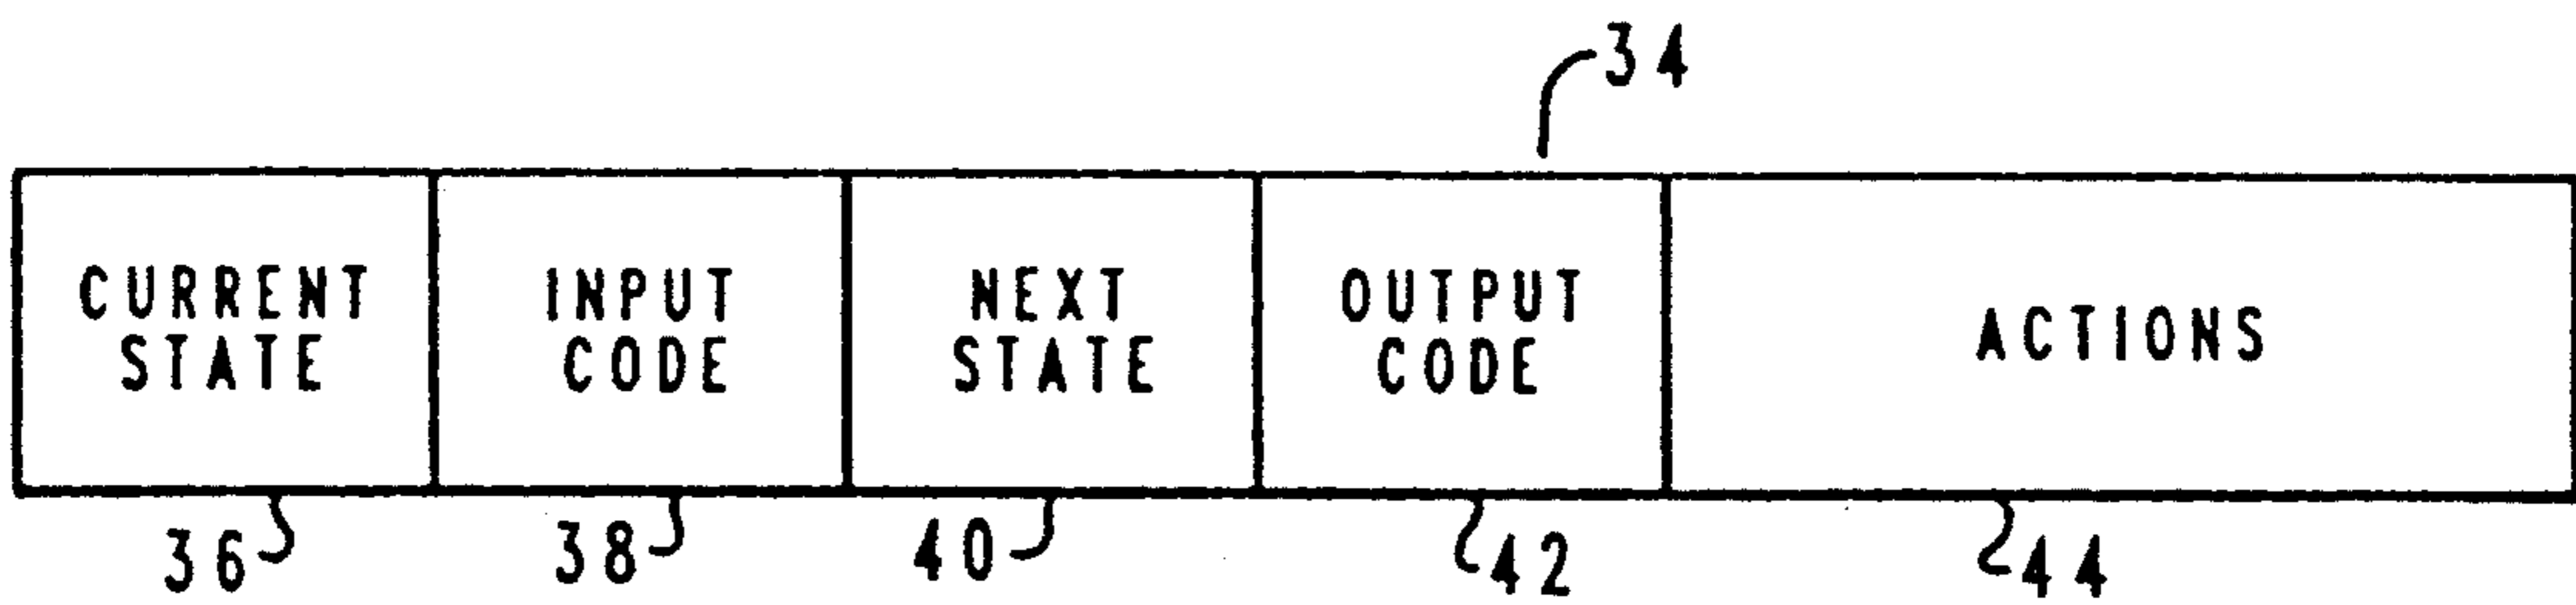 34
CURRENT
STATE
INPUT
CODE
NEXT
STATE
OUTPUT
CODE
ACTIONS
36
38
40
42
44